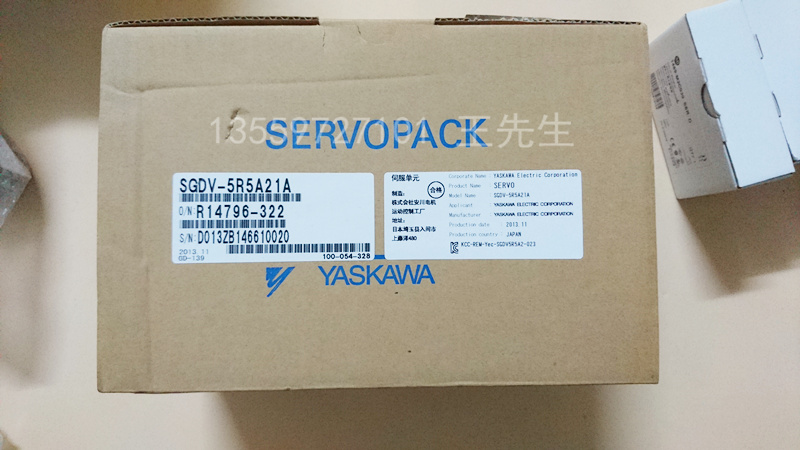 SERVOPACK
SGDV-5R5A21A
O/N: R14796-322
S/N: D013ZB146610020
2013.11
GD-139
100-054-328
伺服单元
制造:
合格
株式会社安川电机
运动控制工厂
地址:
日本埼玉县入间市
上藤泽480
Corporate Name YASKAWA Electric Corporation
Product Name SERVO
Model Name SGDV-5R5A21A
Applicant YASKAWA ELECTRIC CORPORATION
Manufacturer YASKAWA ELECTRIC CORPORATION
Production date : 2013.11
Production country : JAPAN
KCC-REM-Yec-SGDV5R5A2-023
YASKAWA
先生